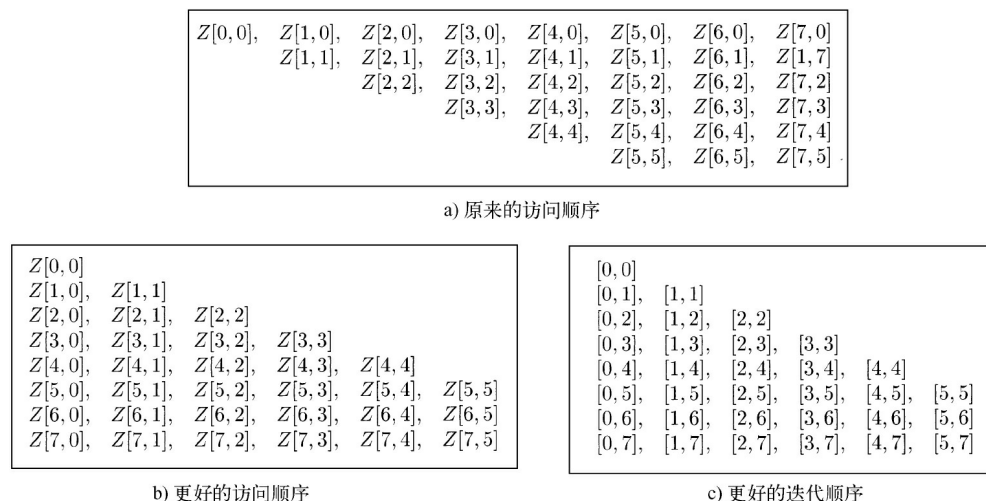 Z[0,0], Z[1,0], Z[2,0], Z[3,0], Z[4,0], Z[5,0], Z[6,0], Z[7,0]
Z[1,1], Z[2,1], Z[3,1], Z[4,1], Z[5,1], Z[6,1], Z[1,7]
Z[2,2], Z[3,2], Z[4,2], Z[5,2], Z[6,2], Z[7,2]
Z[3,3], Z[4,3], Z[5,3], Z[6,3], Z[7,3]
Z[4,4], Z[5,4], Z[6,4], Z[7,4]
Z[5,5], Z[6,5], Z[7,5]
a) 原来的访问顺序
Z[0,0]
Z[1,0], Z[1,1]
Z[2,0], Z[2,1], Z[2,2]
Z[3,0], Z[3,1], Z[3,2], Z[3,3]
Z[4,0], Z[4,1], Z[4,2], Z[4,3], Z[4,4]
Z[5,0], Z[5,1], Z[5,2], Z[5,3], Z[5,4], Z[5,5]
Z[6,0], Z[6,1], Z[6,2], Z[6,3], Z[6,4], Z[6,5]
Z[7,0], Z[7,1], Z[7,2], Z[7,3], Z[7,4], Z[7,5]
b) 更好的访问顺序
[0,0]
[0,1], [1,1]
[0,2], [1,2], [2,2]
[0,3], [1,3], [2,3], [3,3]
[0,4], [1,4], [2,4], [3,4], [4,4]
[0,5], [1,5], [2,5], [3,5], [4,5], [5,5]
[0,6], [1,6], [2,6], [3,6], [4,6], [5,6]
[0,7], [1,7], [2,7], [3,7], [4,7], [5,7]
c) 更好的迭代顺序